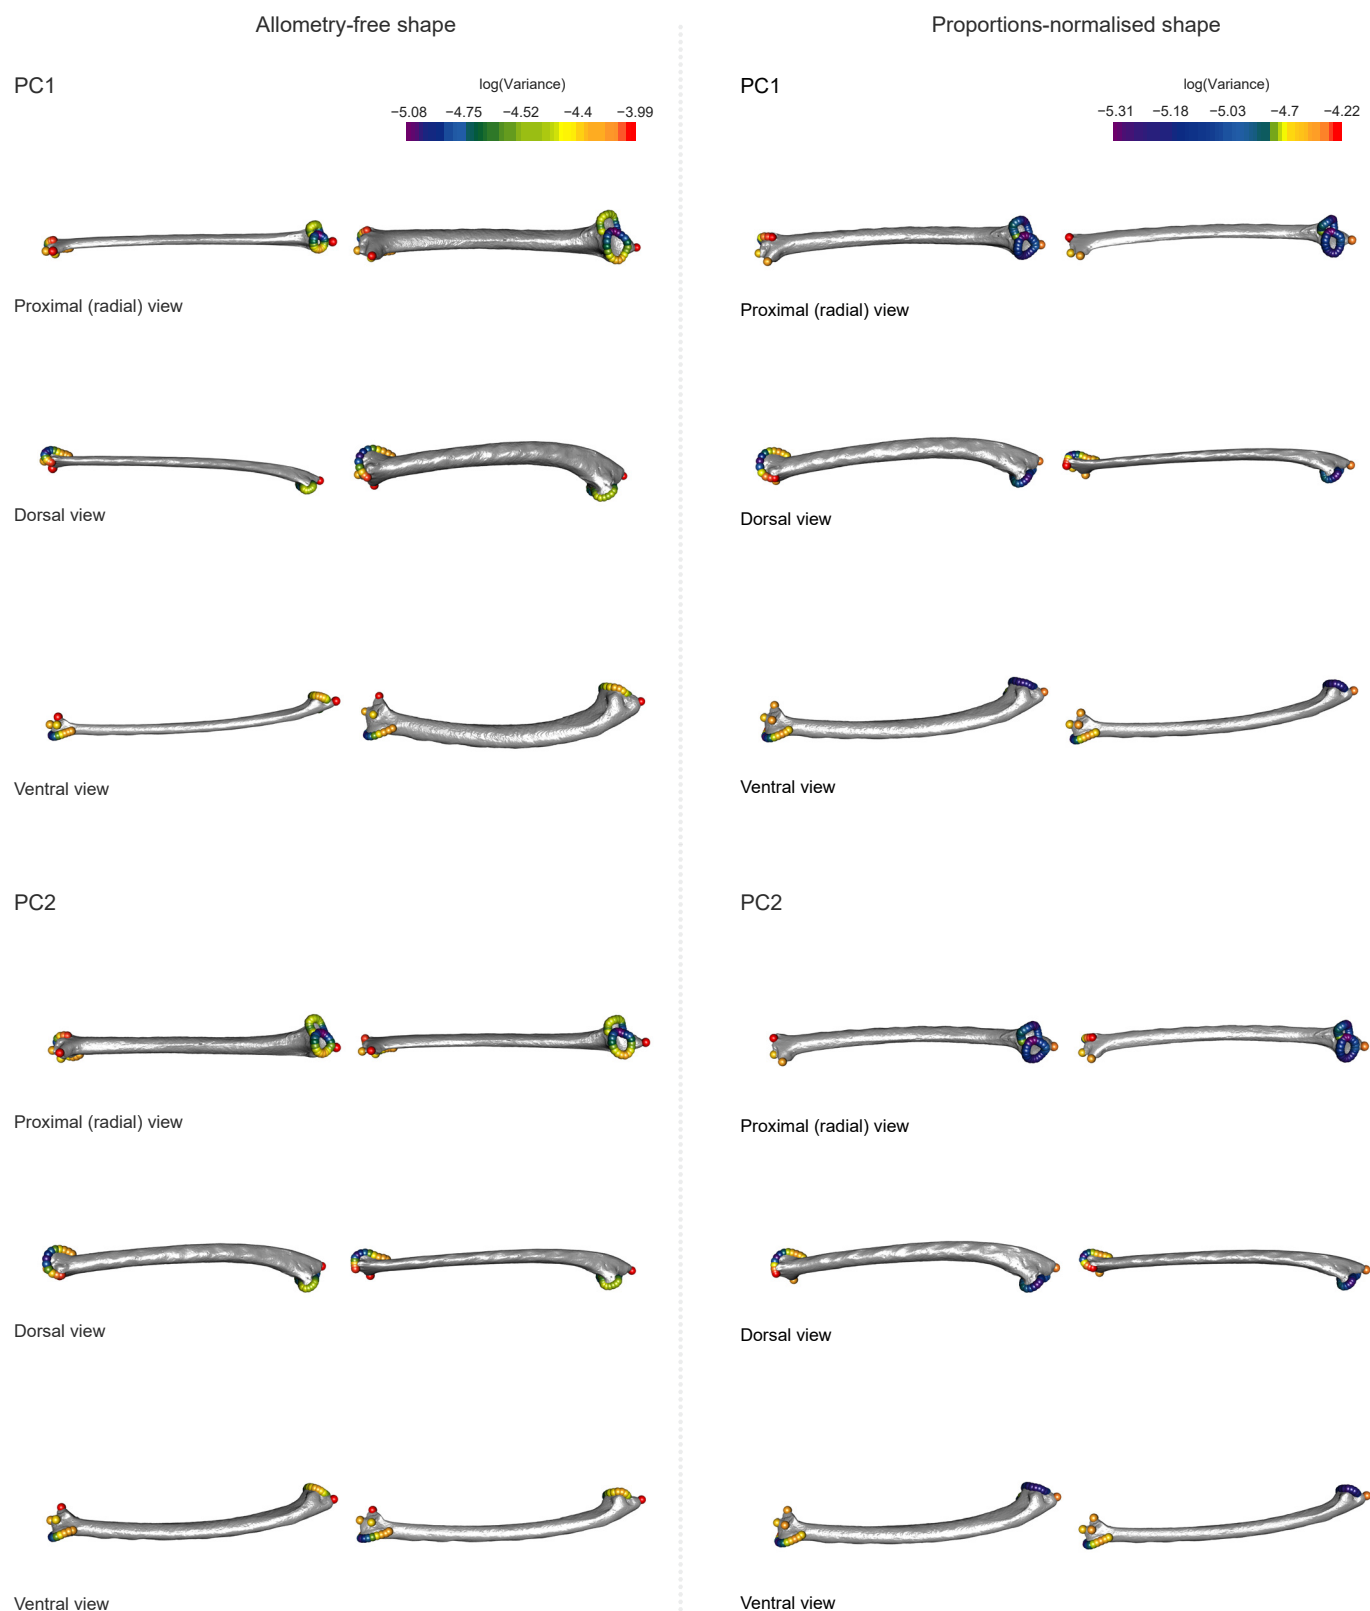 Allometry-free shape
Proportions-normalised shape
PC1
log(Variance)
−5.08 −4.75 −4.52 −4.4 −3.99
PC1
log(Variance)
−5.31 −5.18 −5.03 −4.7 −4.22
Proximal (radial) view
Proximal (radial) view
Dorsal view
Dorsal view
Ventral view
Ventral view
PC2
PC2
Proximal (radial) view
Proximal (radial) view
Dorsal view
Dorsal view
Ventral view
Ventral view